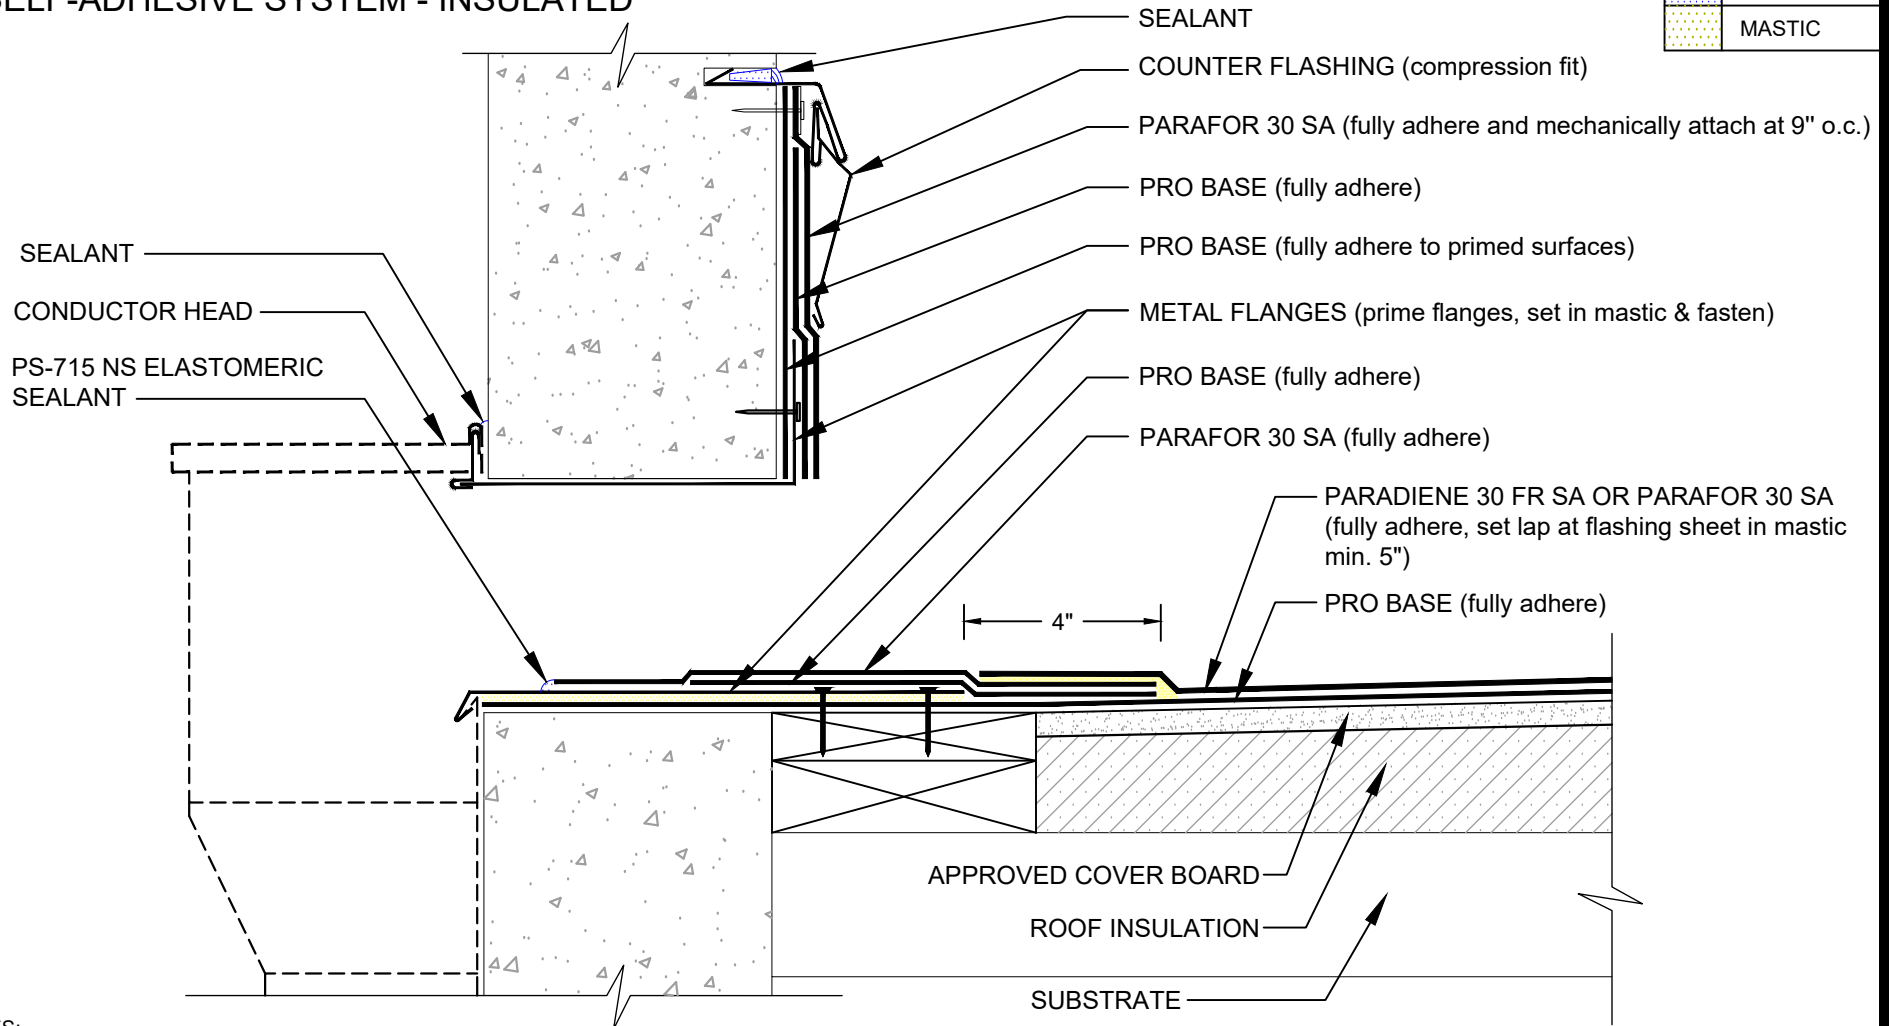 SELF-ADHESIVE SYSTEM - INSULATED
MASTIC
SEALANT
COUNTER FLASHING (compression fit)
PARAFOR 30 SA (fully adhere and mechanically attach at 9" o.c.)
PRO BASE (fully adhere)
PRO BASE (fully adhere to primed surfaces)
METAL FLANGES (prime flanges, set in mastic & fasten)
PRO BASE (fully adhere)
PARAFOR 30 SA (fully adhere)
PARADIENE 30 FR SA OR PARAFOR 30 SA
(fully adhere, set lap at flashing sheet in mastic
min. 5")
PRO BASE (fully adhere)
SEALANT
CONDUCTOR HEAD
PS-715 NS ELASTOMERIC
SEALANT
4"
APPROVED COVER BOARD
ROOF INSULATION
SUBSTRATE